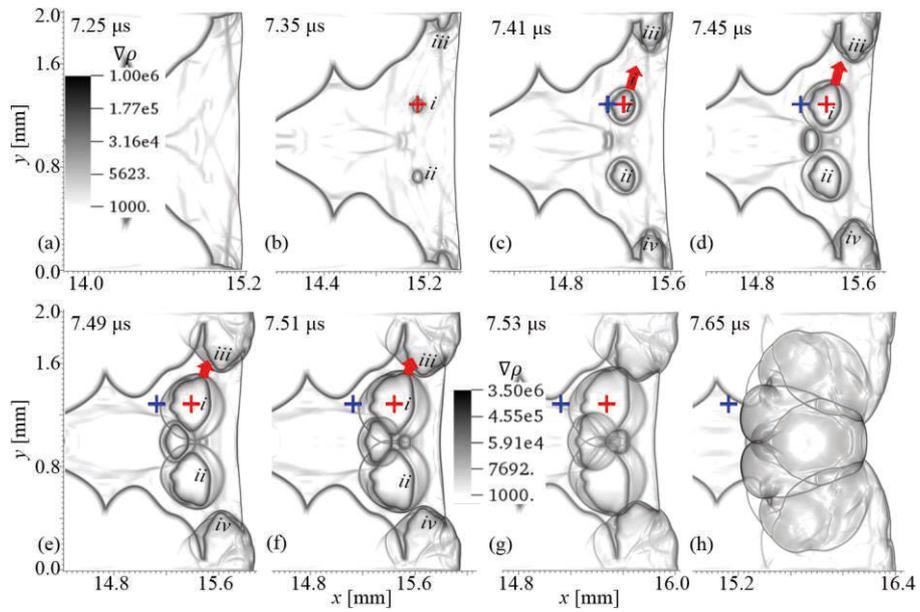 2.0 7.25 μs 7.35 μs 7.41 μs 7.45 μs
∇ρ iii iii iii
1.00e6
1.6
1.77e5 i i i
3.16e4
y [mm]
0.8 5623. ii ii ii
1000.
(a) (b) (c) iv (d) iv
0.0
14.0 15.2 14.4 15.2 14.8 15.6 14.8 15.6
2.0 7.49 μs 7.51 μs 7.53 μs 7.65 μs
1.6 iii iii ∇ρ
3.50e6
i i 4.55e5
y [mm] 5.91e4
0.8 ii ii 7692.
1000.
iv iv
(e) (f) (g) (h)
0.0
14.8 15.6 14.8 15.6 14.8 16.0 15.2 16.4
x [mm] x [mm]